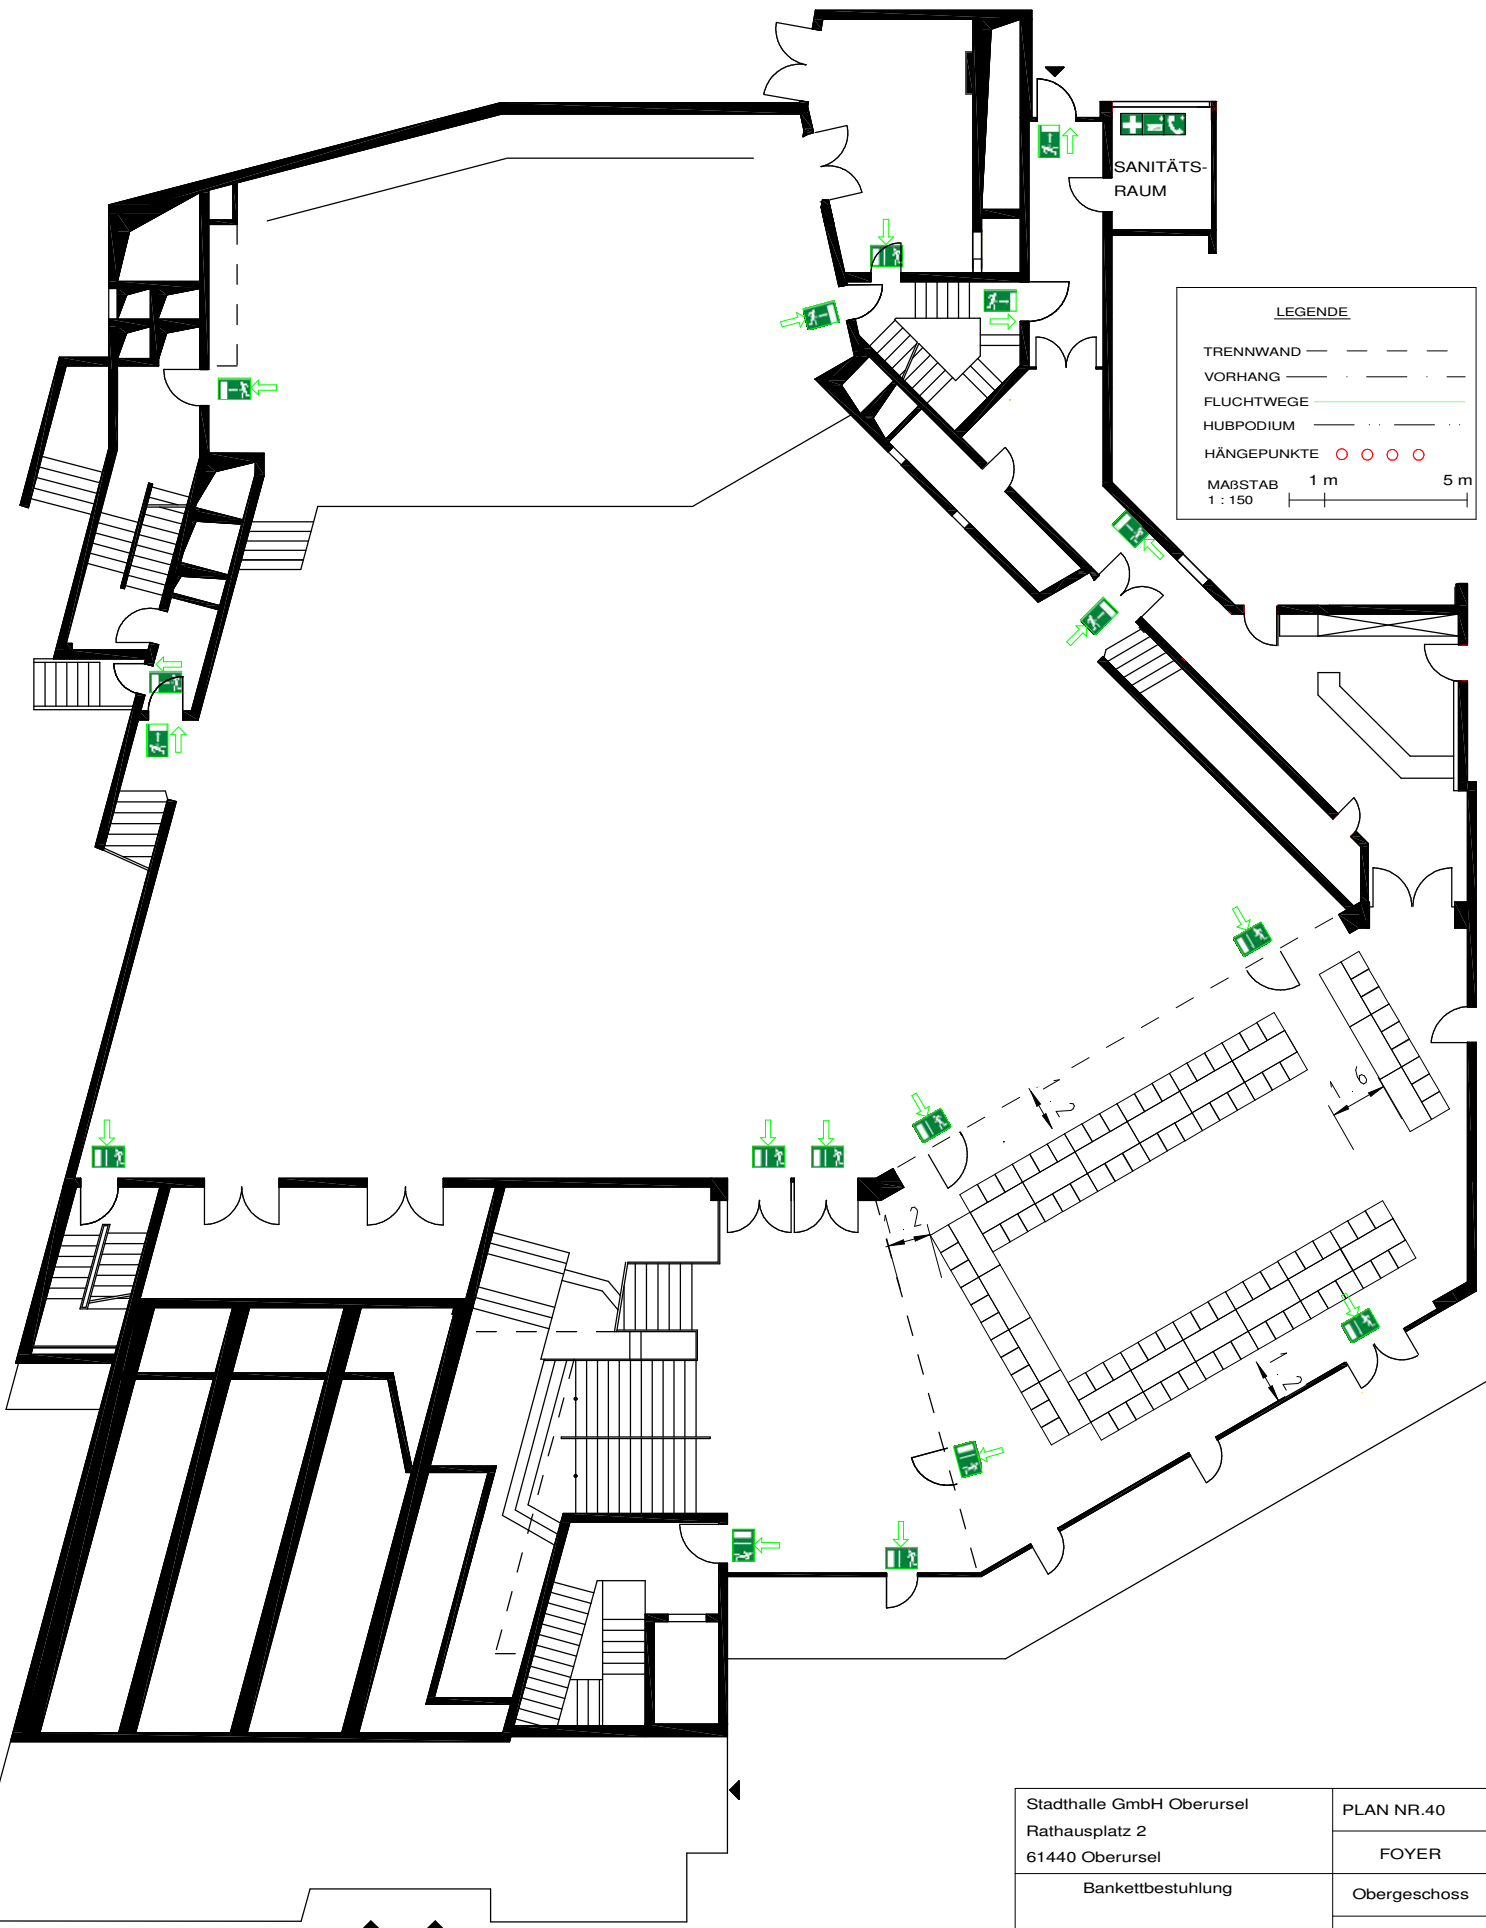 SANITÄTS-
RAUM
LEGENDE
TRENNWAND
VORHANG
FLUCHTWEGE
HUBPODIUM
HÄNGEPUNKTE
MAßSTAB
1 : 150
1 m
5 m
1.6
1.2
1.2
1.2
Stadthalle GmbH Oberursel
Rathausplatz 2
61440 Oberursel
PLAN NR.40
FOYER
Bankettbestuhlung
Obergeschoss